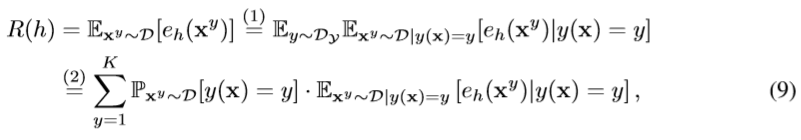 R(h) = 𝔼_{𝐱^y∼𝒟}[e_h(𝐱^y)] \overset{(1)}{=} 𝔼_{y∼𝒟_𝒴}𝔼_{𝐱^y∼𝒟|y(𝐱)=y}[e_h(𝐱^y)|y(𝐱) = y]
\overset{(2)}{=} \sum_{y=1}^{K} ℙ_{𝐱^y∼𝒟}[y(𝐱) = y] · 𝔼_{𝐱^y∼𝒟|y(𝐱)=y} [e_h(𝐱^y)|y(𝐱) = y] , (9)